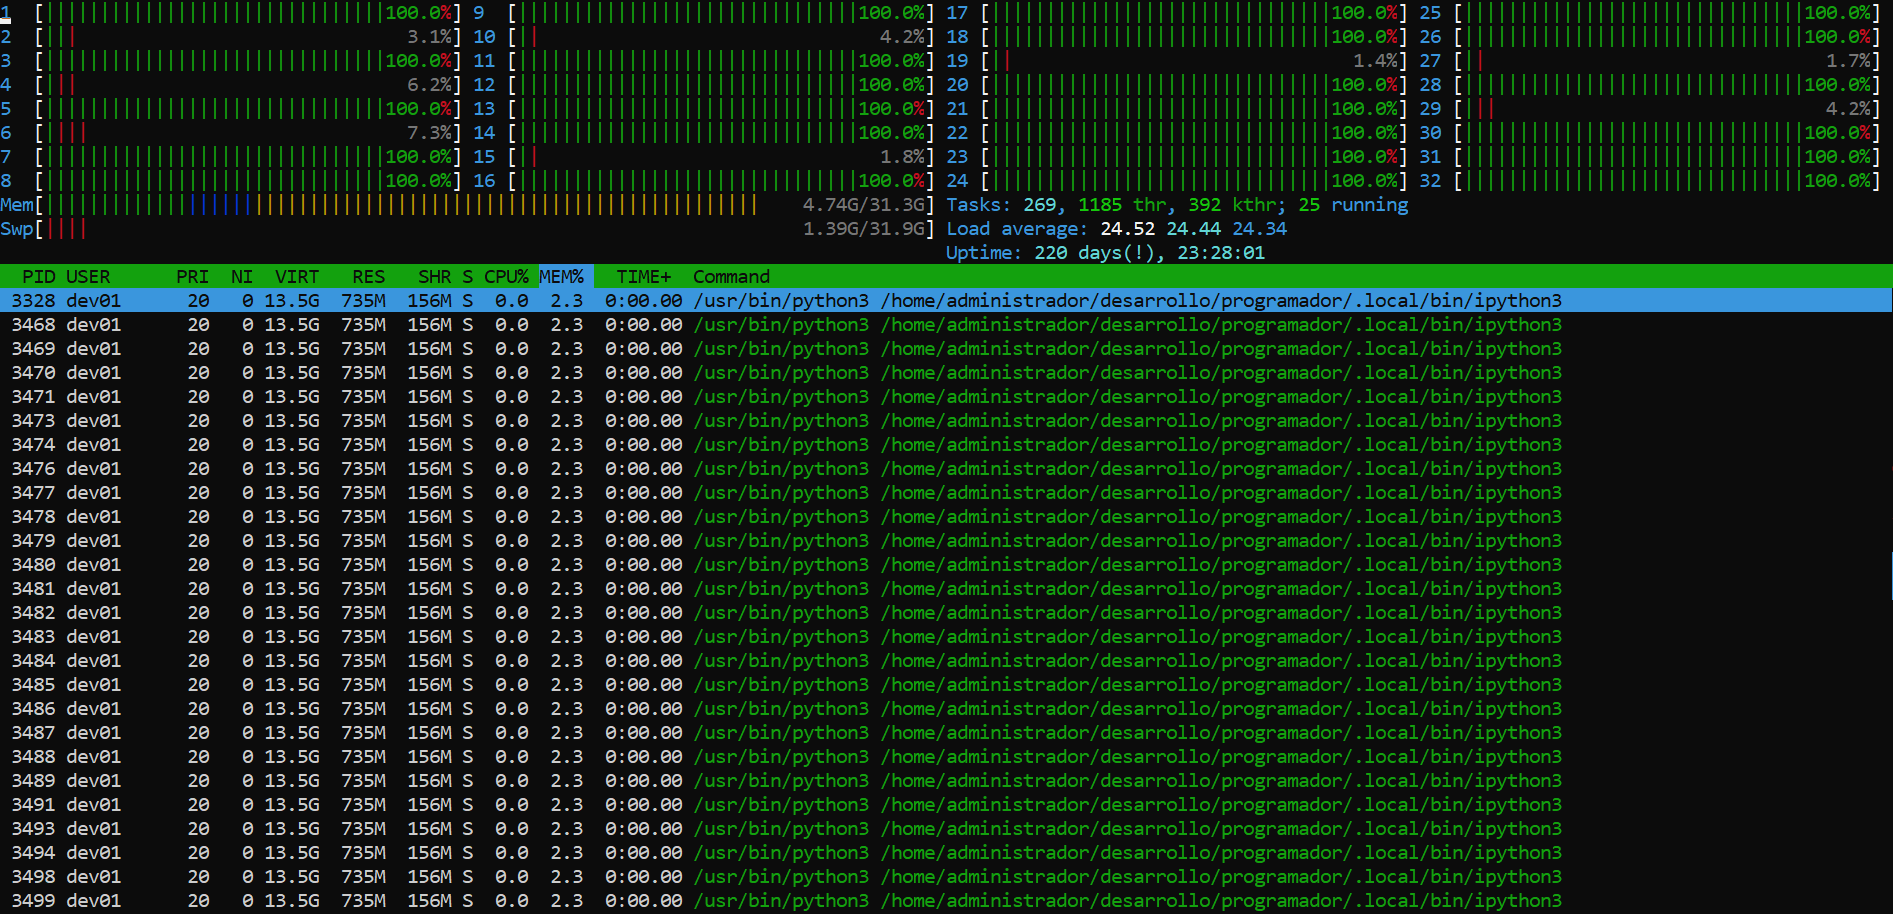 1 [100.0%] 9 [100.0%] 17 [100.0%] 25 [100.0%]
2 [3.1%] 10 [4.2%] 18 [100.0%] 26 [100.0%]
3 [100.0%] 11 [100.0%] 19 [1.4%] 27 [1.7%]
4 [6.2%] 12 [100.0%] 20 [100.0%] 28 [100.0%]
5 [100.0%] 13 [100.0%] 21 [100.0%] 29 [4.2%]
6 [7.3%] 14 [100.0%] 22 [100.0%] 30 [100.0%]
7 [100.0%] 15 [1.8%] 23 [100.0%] 31 [100.0%]
8 [100.0%] 16 [100.0%] 24 [100.0%] 32 [100.0%]
Mem[4.74G/31.3G] Tasks: 269, 1185 thr, 392 kthr; 25 running
Swp[1.39G/31.9G] Load average: 24.52 24.44 24.34
Uptime: 220 days(!), 23:28:01
PID USER PRI NI VIRT RES SHR S CPU% MEM% TIME+ Command
3328 dev01 20 0 13.5G 735M 156M S 0.0 2.3 0:00.00 /usr/bin/python3 /home/administrador/desarrollo/programador/.local/bin/ipython3
3468 dev01 20 0 13.5G 735M 156M S 0.0 2.3 0:00.00 /usr/bin/python3 /home/administrador/desarrollo/programador/.local/bin/ipython3
3469 dev01 20 0 13.5G 735M 156M S 0.0 2.3 0:00.00 /usr/bin/python3 /home/administrador/desarrollo/programador/.local/bin/ipython3
3470 dev01 20 0 13.5G 735M 156M S 0.0 2.3 0:00.00 /usr/bin/python3 /home/administrador/desarrollo/programador/.local/bin/ipython3
3471 dev01 20 0 13.5G 735M 156M S 0.0 2.3 0:00.00 /usr/bin/python3 /home/administrador/desarrollo/programador/.local/bin/ipython3
3473 dev01 20 0 13.5G 735M 156M S 0.0 2.3 0:00.00 /usr/bin/python3 /home/administrador/desarrollo/programador/.local/bin/ipython3
3474 dev01 20 0 13.5G 735M 156M S 0.0 2.3 0:00.00 /usr/bin/python3 /home/administrador/desarrollo/programador/.local/bin/ipython3
3476 dev01 20 0 13.5G 735M 156M S 0.0 2.3 0:00.00 /usr/bin/python3 /home/administrador/desarrollo/programador/.local/bin/ipython3
3477 dev01 20 0 13.5G 735M 156M S 0.0 2.3 0:00.00 /usr/bin/python3 /home/administrador/desarrollo/programador/.local/bin/ipython3
3478 dev01 20 0 13.5G 735M 156M S 0.0 2.3 0:00.00 /usr/bin/python3 /home/administrador/desarrollo/programador/.local/bin/ipython3
3479 dev01 20 0 13.5G 735M 156M S 0.0 2.3 0:00.00 /usr/bin/python3 /home/administrador/desarrollo/programador/.local/bin/ipython3
3480 dev01 20 0 13.5G 735M 156M S 0.0 2.3 0:00.00 /usr/bin/python3 /home/administrador/desarrollo/programador/.local/bin/ipython3
3481 dev01 20 0 13.5G 735M 156M S 0.0 2.3 0:00.00 /usr/bin/python3 /home/administrador/desarrollo/programador/.local/bin/ipython3
3482 dev01 20 0 13.5G 735M 156M S 0.0 2.3 0:00.00 /usr/bin/python3 /home/administrador/desarrollo/programador/.local/bin/ipython3
3483 dev01 20 0 13.5G 735M 156M S 0.0 2.3 0:00.00 /usr/bin/python3 /home/administrador/desarrollo/programador/.local/bin/ipython3
3484 dev01 20 0 13.5G 735M 156M S 0.0 2.3 0:00.00 /usr/bin/python3 /home/administrador/desarrollo/programador/.local/bin/ipython3
3485 dev01 20 0 13.5G 735M 156M S 0.0 2.3 0:00.00 /usr/bin/python3 /home/administrador/desarrollo/programador/.local/bin/ipython3
3486 dev01 20 0 13.5G 735M 156M S 0.0 2.3 0:00.00 /usr/bin/python3 /home/administrador/desarrollo/programador/.local/bin/ipython3
3487 dev01 20 0 13.5G 735M 156M S 0.0 2.3 0:00.00 /usr/bin/python3 /home/administrador/desarrollo/programador/.local/bin/ipython3
3488 dev01 20 0 13.5G 735M 156M S 0.0 2.3 0:00.00 /usr/bin/python3 /home/administrador/desarrollo/programador/.local/bin/ipython3
3489 dev01 20 0 13.5G 735M 156M S 0.0 2.3 0:00.00 /usr/bin/python3 /home/administrador/desarrollo/programador/.local/bin/ipython3
3491 dev01 20 0 13.5G 735M 156M S 0.0 2.3 0:00.00 /usr/bin/python3 /home/administrador/desarrollo/programador/.local/bin/ipython3
3493 dev01 20 0 13.5G 735M 156M S 0.0 2.3 0:00.00 /usr/bin/python3 /home/administrador/desarrollo/programador/.local/bin/ipython3
3494 dev01 20 0 13.5G 735M 156M S 0.0 2.3 0:00.00 /usr/bin/python3 /home/administrador/desarrollo/programador/.local/bin/ipython3
3498 dev01 20 0 13.5G 735M 156M S 0.0 2.3 0:00.00 /usr/bin/python3 /home/administrador/desarrollo/programador/.local/bin/ipython3
3499 dev01 20 0 13.5G 735M 156M S 0.0 2.3 0:00.00 /usr/bin/python3 /home/administrador/desarrollo/programador/.local/bin/ipython3